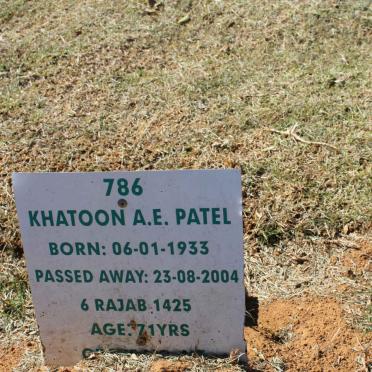 786
KHATOON A.E. PATEL
BORN: 06-01-1933
PASSED AWAY: 23-08-2004
6 RAJAB 1425
AGE: 71YRS